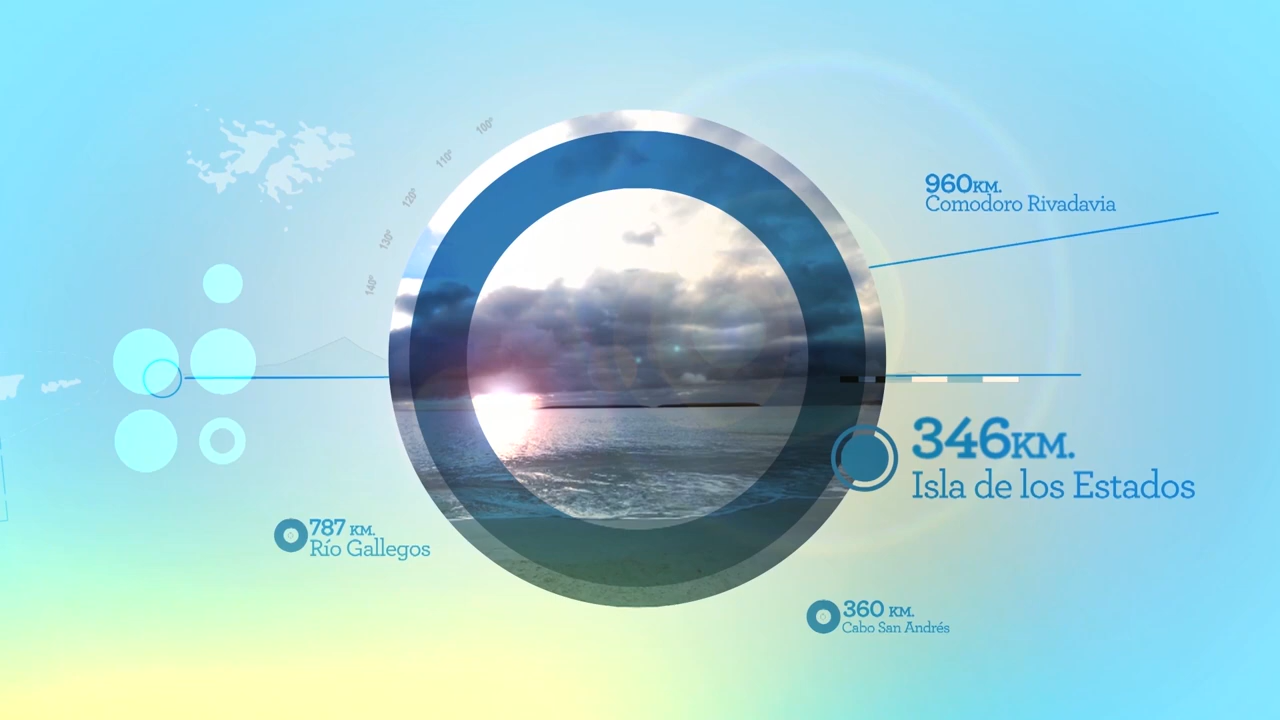 100°
110°
120°
130°
140°
960KM.
Comodoro Rivadavia
346KM.
Isla de los Estados
787 KM.
Río Gallegos
360 KM.
Cabo San Andrés